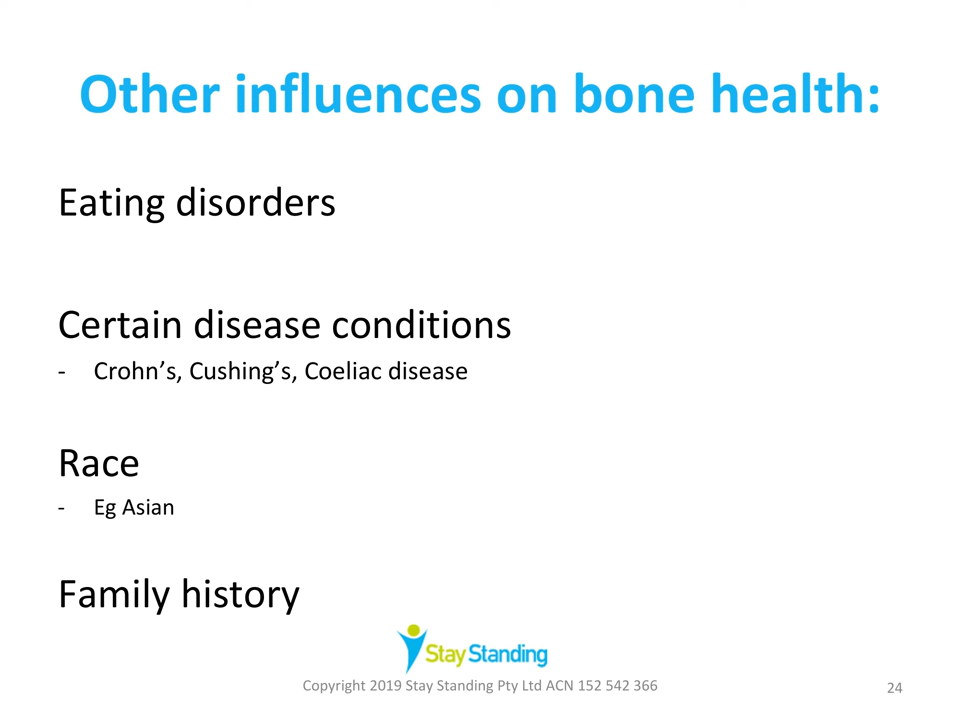 Other influences on bone health:
Eating disorders
Certain disease conditions
- Crohn’s, Cushing’s, Coeliac disease
Race
- Eg Asian
Family history
Stay Standing
Copyright 2019 Stay Standing Pty Ltd ACN 152 542 366
24